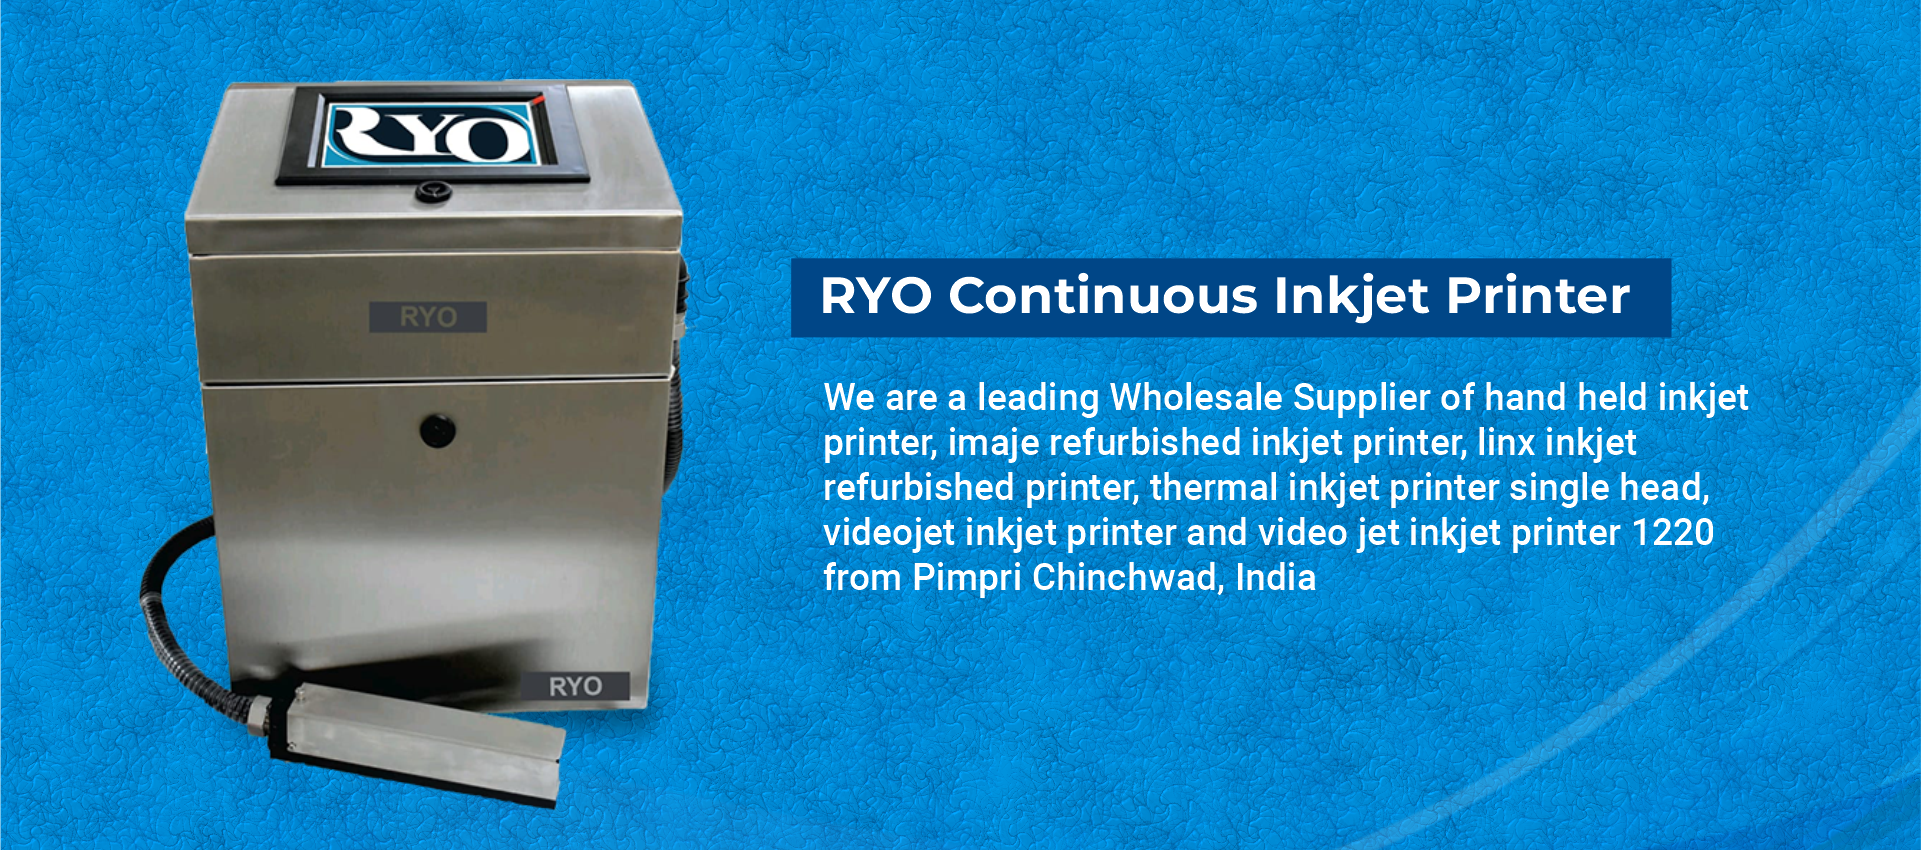 RYO
RYO
RYO
RYO Continuous Inkjet Printer
We are a leading Wholesale Supplier of hand held inkjet
printer, imaje refurbished inkjet printer, linx inkjet
refurbished printer, thermal inkjet printer single head,
videojet inkjet printer and video jet inkjet printer 1220
from Pimpri Chinchwad, India